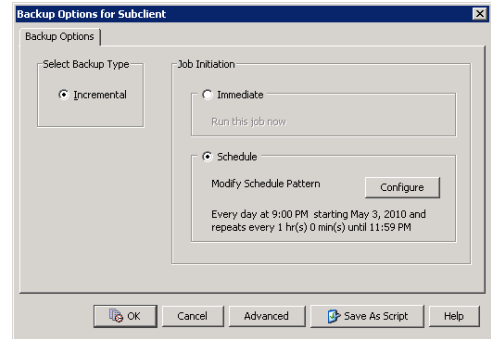 Backup Options for Subclient
Backup Options
Select Backup Type
Incremental
Job Initiation
Immediate
Run this job now
Schedule
Modify Schedule Pattern
Configure
Every day at 9:00 PM starting May 3, 2010 and
repeats every 1 hr(s) 0 min(s) until 11:59 PM
OK
Cancel
Advanced
Save As Script
Help